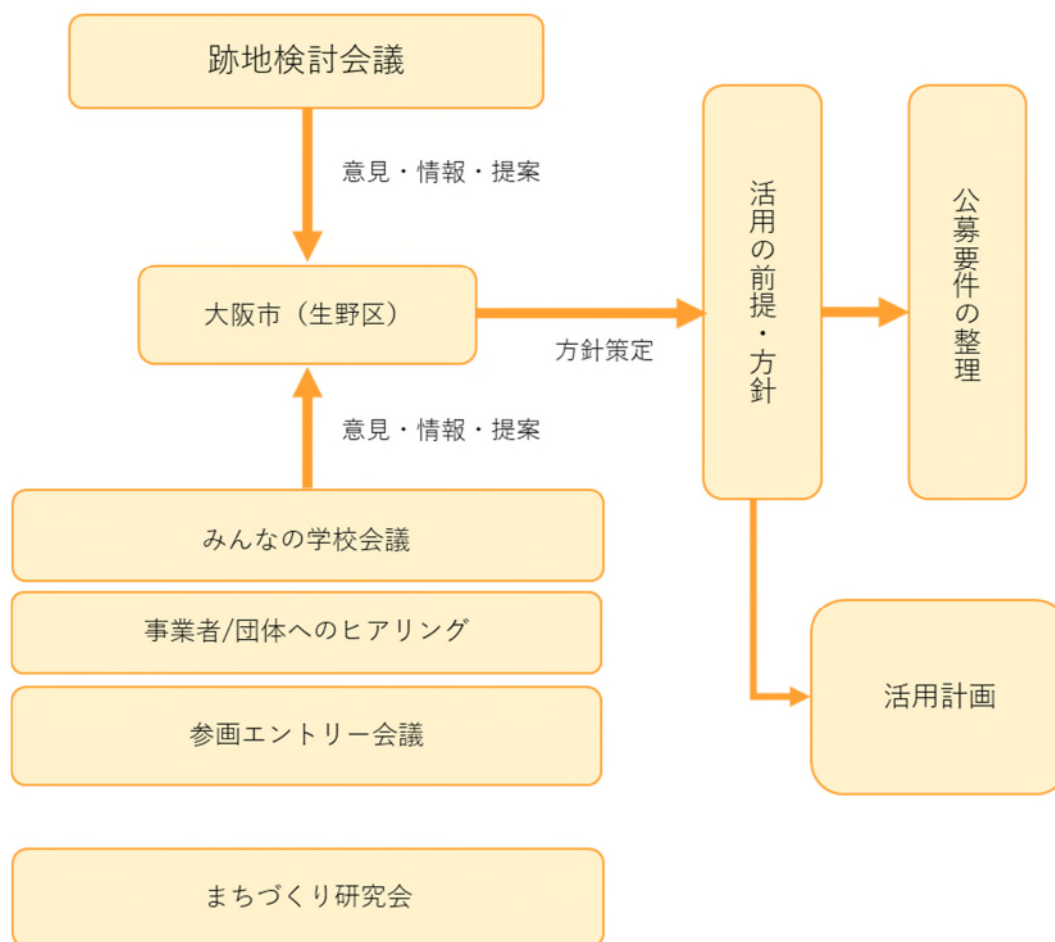 跡地検討会議
意見・情報・提案
大阪市（生野区）
方針策定
意見・情報・提案
みんなの学校会議
事業者/団体へのヒアリング
参画エントリー会議
まちづくり研究会
活用の前提・方針
公募要件の整理
活用計画